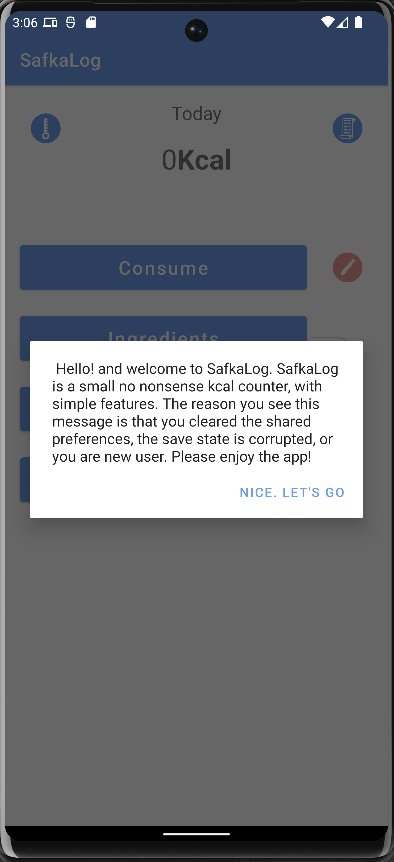 3:06
SafkaLog
Today
0Kcal
Consume
Ingredients
Hello! and welcome to SafkaLog. SafkaLog
is a small no nonsense kcal counter, with
simple features. The reason you see this
message is that you cleared the shared
preferences, the save state is corrupted, or
you are new user. Please enjoy the app!
NICE. LET'S GO